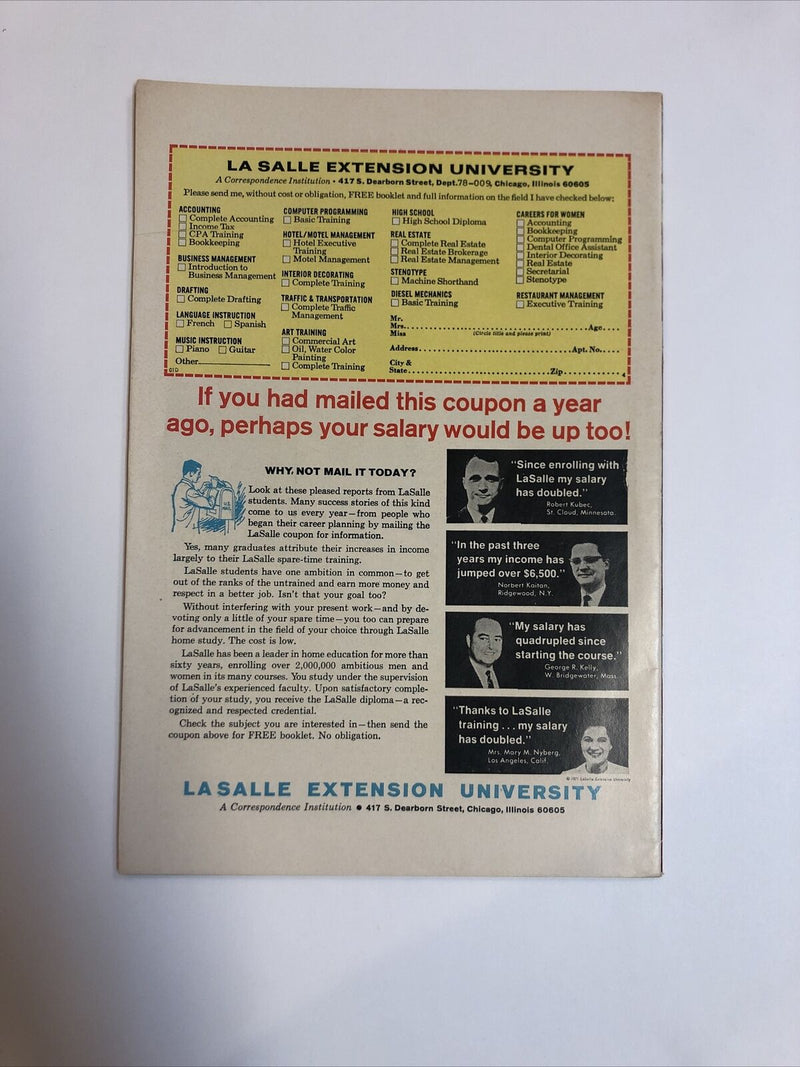 LA SALLE EXTENSION UNIVERSITY
A Correspondence Institution • 417 S. Dearborn Street, Dept.78-009, Chicago, Illinois 60605
Please send me, without cost or obligation, FREE booklet and full information on the field I have checked below:
ACCOUNTING
Complete Accounting
Income Tax
CPA Training
Bookkeeping
BUSINESS MANAGEMENT
Introduction to
Business Management
DRAFTING
Complete Drafting
LANGUAGE INSTRUCTION
French Spanish
MUSIC INSTRUCTION
Piano Guitar
Other
COMPUTER PROGRAMMING
Basic Training
HOTEL/MOTEL MANAGEMENT
Hotel Executive
Training
Motel Management
INTERIOR DECORATING
Complete Training
TRAFFIC & TRANSPORTATION
Complete Traffic
Management
ART TRAINING
Commercial Art
Oil, Water Color
Painting
Complete Training
HIGH SCHOOL
High School Diploma
REAL ESTATE
Complete Real Estate
Real Estate Brokerage
Real Estate Management
STENOTYPE
Machine Shorthand
DIESEL MECHANICS
Basic Training
CAREERS FOR WOMEN
Accounting
Bookkeeping
Computer Programming
Dental Office Assistant
Interior Decorating
Real Estate
Secretarial
Stenotype
RESTAURANT MANAGEMENT
Executive Training
Mr.
Mrs. Age
Miss (Circle title and please print)
Address Apt. No.
City &
State Zip
If you had mailed this coupon a year
ago, perhaps your salary would be up too!
WHY NOT MAIL IT TODAY?
Look at these pleased reports from LaSalle
students. Many success stories of this kind
come to us every year—from people who
began their career planning by mailing the
LaSalle coupon for information.
Yes, many graduates attribute their increases in income
largely to their LaSalle spare-time training.
LaSalle students have one ambition in common—to get
out of the ranks of the untrained and earn more money and
respect in a better job. Isn't that your goal too?
Without interfering with your present work—and by de-
voting only a little of your spare time—you too can prepare
for advancement in the field of your choice through LaSalle
home study. The cost is low.
LaSalle has been a leader in home education for more than
sixty years, enrolling over 2,000,000 ambitious men and
women in its many courses. You study under the supervision
of LaSalle's experienced faculty. Upon satisfactory comple-
tion of your study, you receive the LaSalle diploma—a rec-
ognized and respected credential.
Check the subject you are interested in—then send the
coupon above for FREE booklet. No obligation.
"Since enrolling with
LaSalle my salary
has doubled."
Robert Kubec,
St. Cloud, Minnesota.
"In the past three
years my income has
jumped over $6,500."
Norbert Kaitan,
Ridgewood, N.Y.
"My salary has
quadrupled since
starting the course."
George R. Kelly,
W. Bridgewater, Mass.
"Thanks to LaSalle
training...my salary
has doubled."
Mrs. Mary M. Nyberg,
Los Angeles, Calif.
© 1971 LaSalle Extension University
LASALLE EXTENSION UNIVERSITY
A Correspondence Institution • 417 S. Dearborn Street, Chicago, Illinois 60605